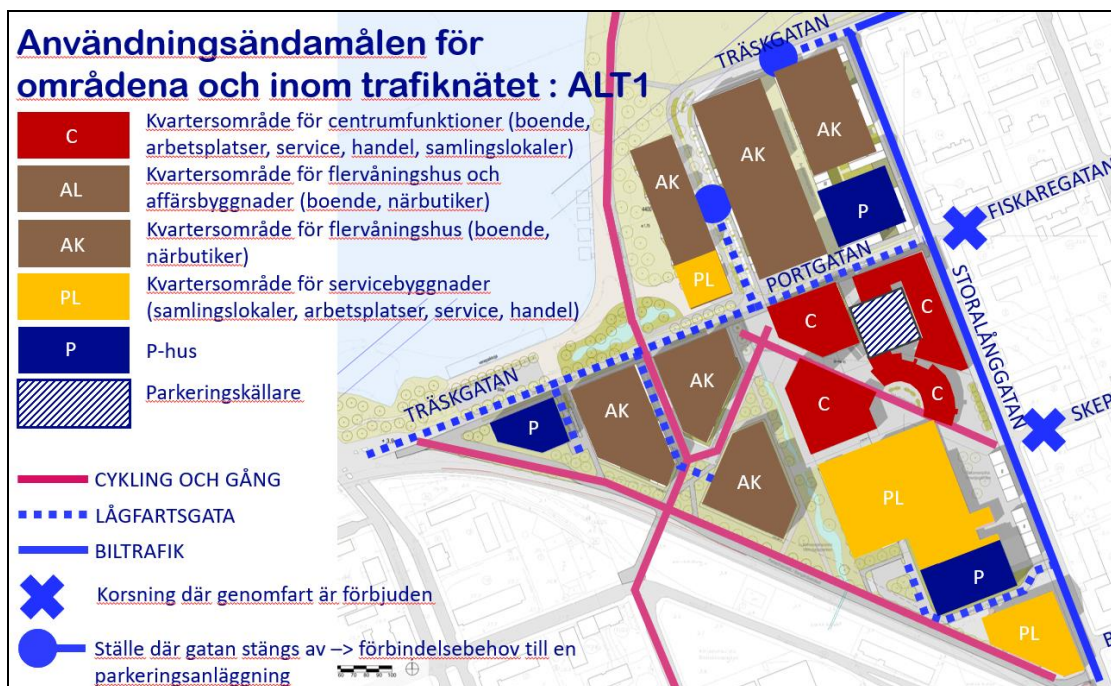 Användningsändamålen för
områdena och inom trafiknätet : ALT1
C
Kvartersområde för centrumfunktioner (boende,
arbetsplatser, service, handel, samlingslokaler)
AL
Kvartersområde för flervåningshus och
affärsbyggnader (boende, närbutiker)
AK
Kvartersområde för flervåningshus (boende,
närbutiker)
PL
Kvartersområde för servicebyggnader
(samlingslokaler, arbetsplatser, service, handel)
P
P-hus
Parkeringskällare
CYKLING OCH GÅNG
LÅGFARTSGATA
BILTRAFIK
Korsning där genomfart är förbjuden
Ställe där gatan stängs av –> förbindelsebehov till en
parkeringsanläggning
TRÄSKGATAN
AK
AK
AK
P
FISKAREGATAN
PL
PORTGATAN
STORALÅNGGATAN
C
C
C
C
SKEP
TRÄSKGATAN
P
AK
AK
AK
PL
P
PL